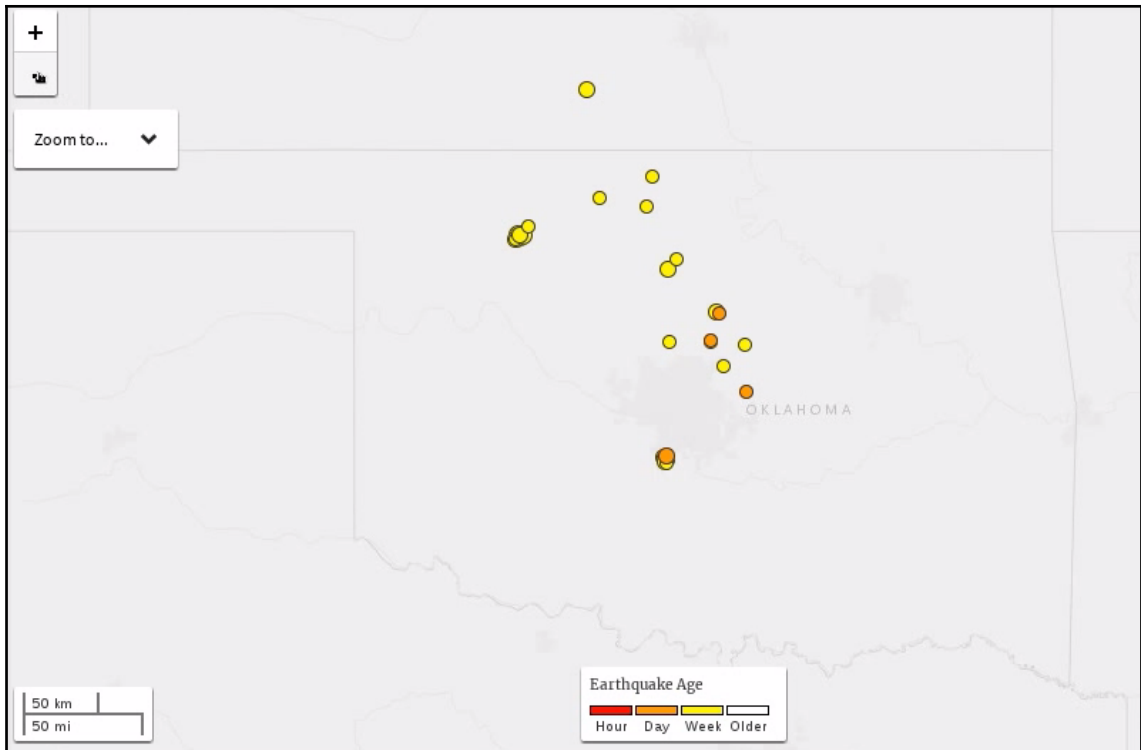 +
Zoom to...
OKLAHOMA
50 km
50 mi
Earthquake Age
Hour Day Week Older